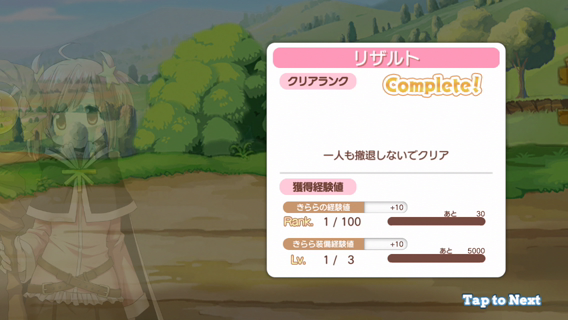 リザルト
クリアランク
Complete!
一人も撤退しないでクリア
獲得経験値
きららの経験値 +10
Rank. 1 / 100 あと 30
きらら装備経験値 +10
Lv. 1 / 3 あと 5000
Tap to Next